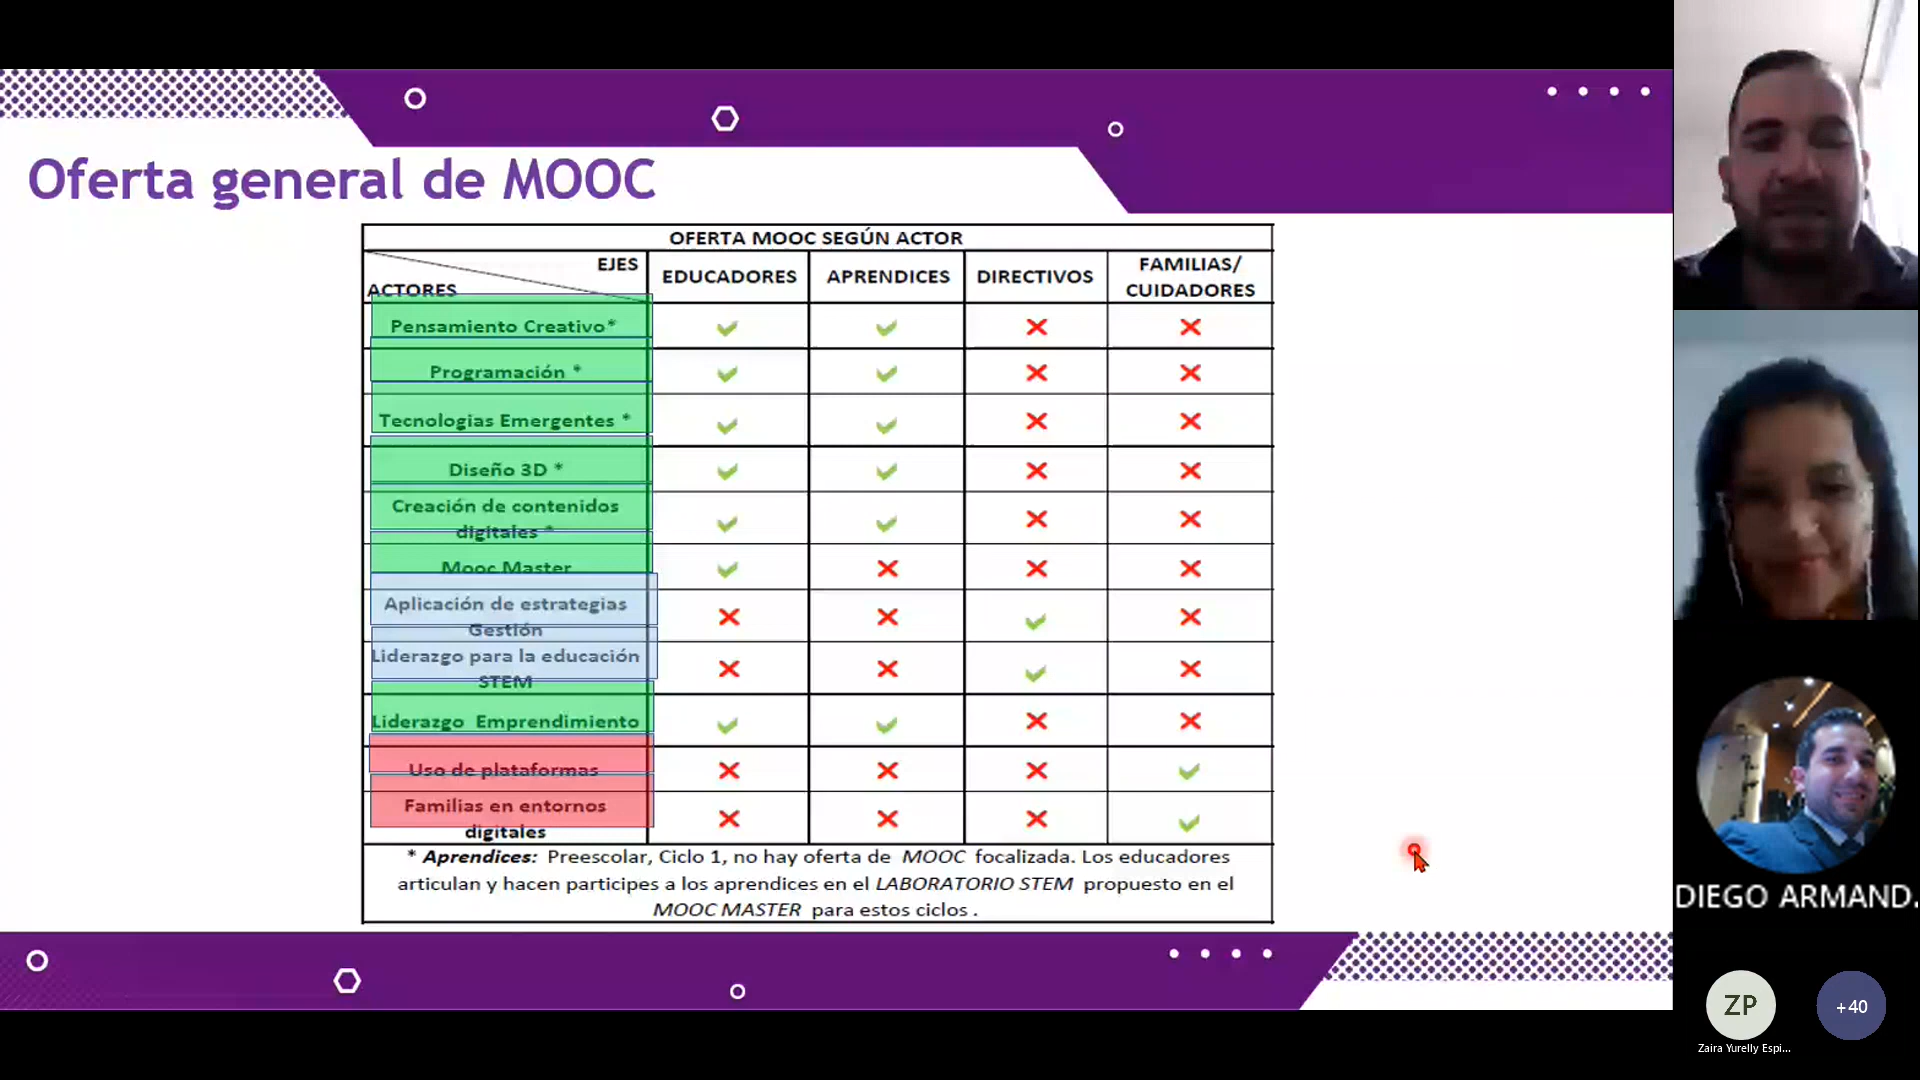 Oferta general de MOOC
OFERTA MOOC SEGÚN ACTOR
EJES
ACTORES
EDUCADORES
APRENDICES
DIRECTIVOS
FAMILIAS/
CUIDADORES
Pensamiento Creativo*
Programación *
Tecnologias Emergentes *
Diseño 3D *
Creación de contenidos
digitales *
Mooc Master
Aplicación de estrategias
Gestión
Liderazgo para la educación
STEM
Liderazgo Emprendimiento
Uso de plataformas
Familias en entornos
digitales
* Aprendices: Preescolar, Ciclo 1, no hay oferta de MOOC focalizada. Los educadores
articulan y hacen participes a los aprendices en el LABORATORIO STEM propuesto en el
MOOC MASTER para estos ciclos .
DIEGO ARMAND.
ZP
+40
Zaira Yurelly Espi...